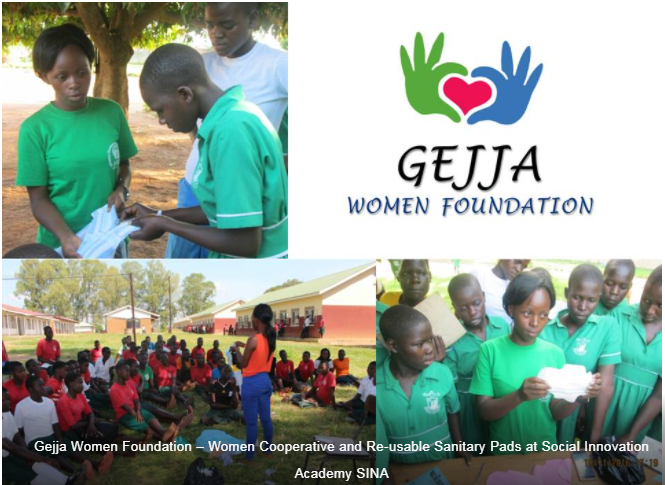 GEJJA
WOMEN FOUNDATION
Gejja Women Foundation – Women Cooperative and Re-usable Sanitary Pads at Social Innovation
Academy SINA